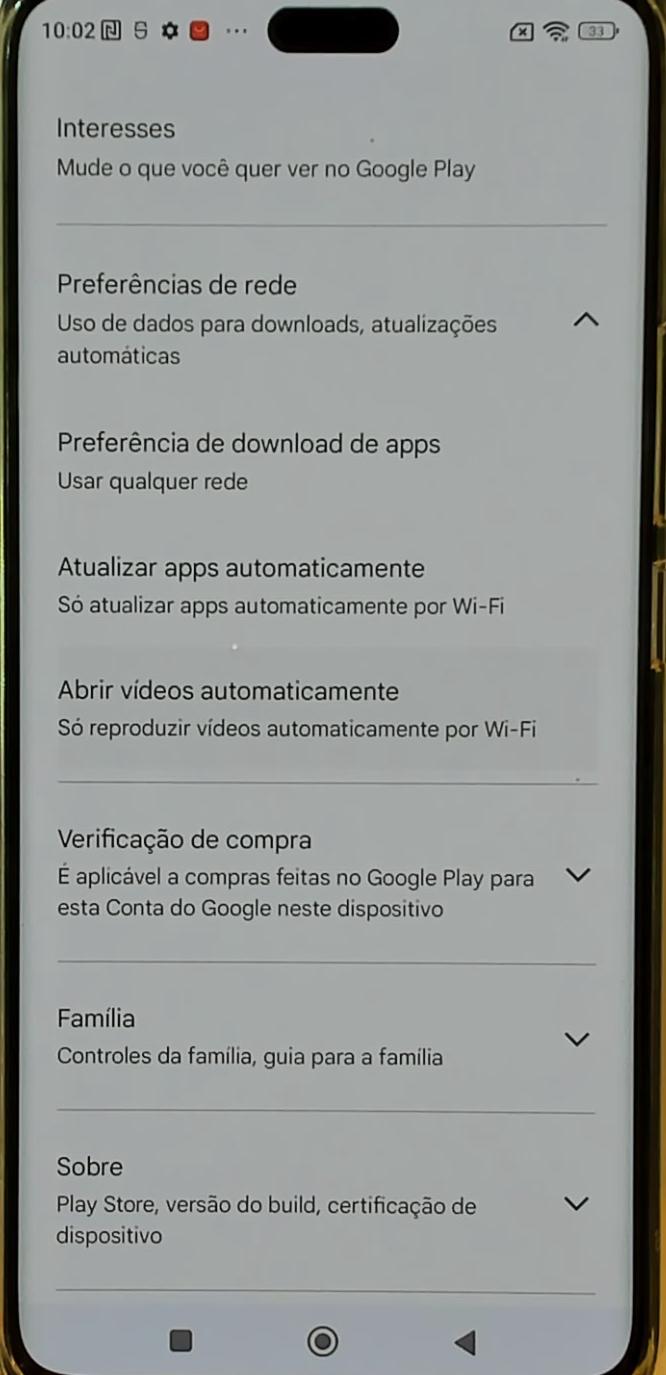 10:02
33
Interesses
Mude o que você quer ver no Google Play
Preferências de rede
Uso de dados para downloads, atualizações
automáticas
Preferência de download de apps
Usar qualquer rede
Atualizar apps automaticamente
Só atualizar apps automaticamente por Wi-Fi
Abrir vídeos automaticamente
Só reproduzir vídeos automaticamente por Wi-Fi
Verificação de compra
É aplicável a compras feitas no Google Play para
esta Conta do Google neste dispositivo
Família
Controles da família, guia para a família
Sobre
Play Store, versão do build, certificação de
dispositivo